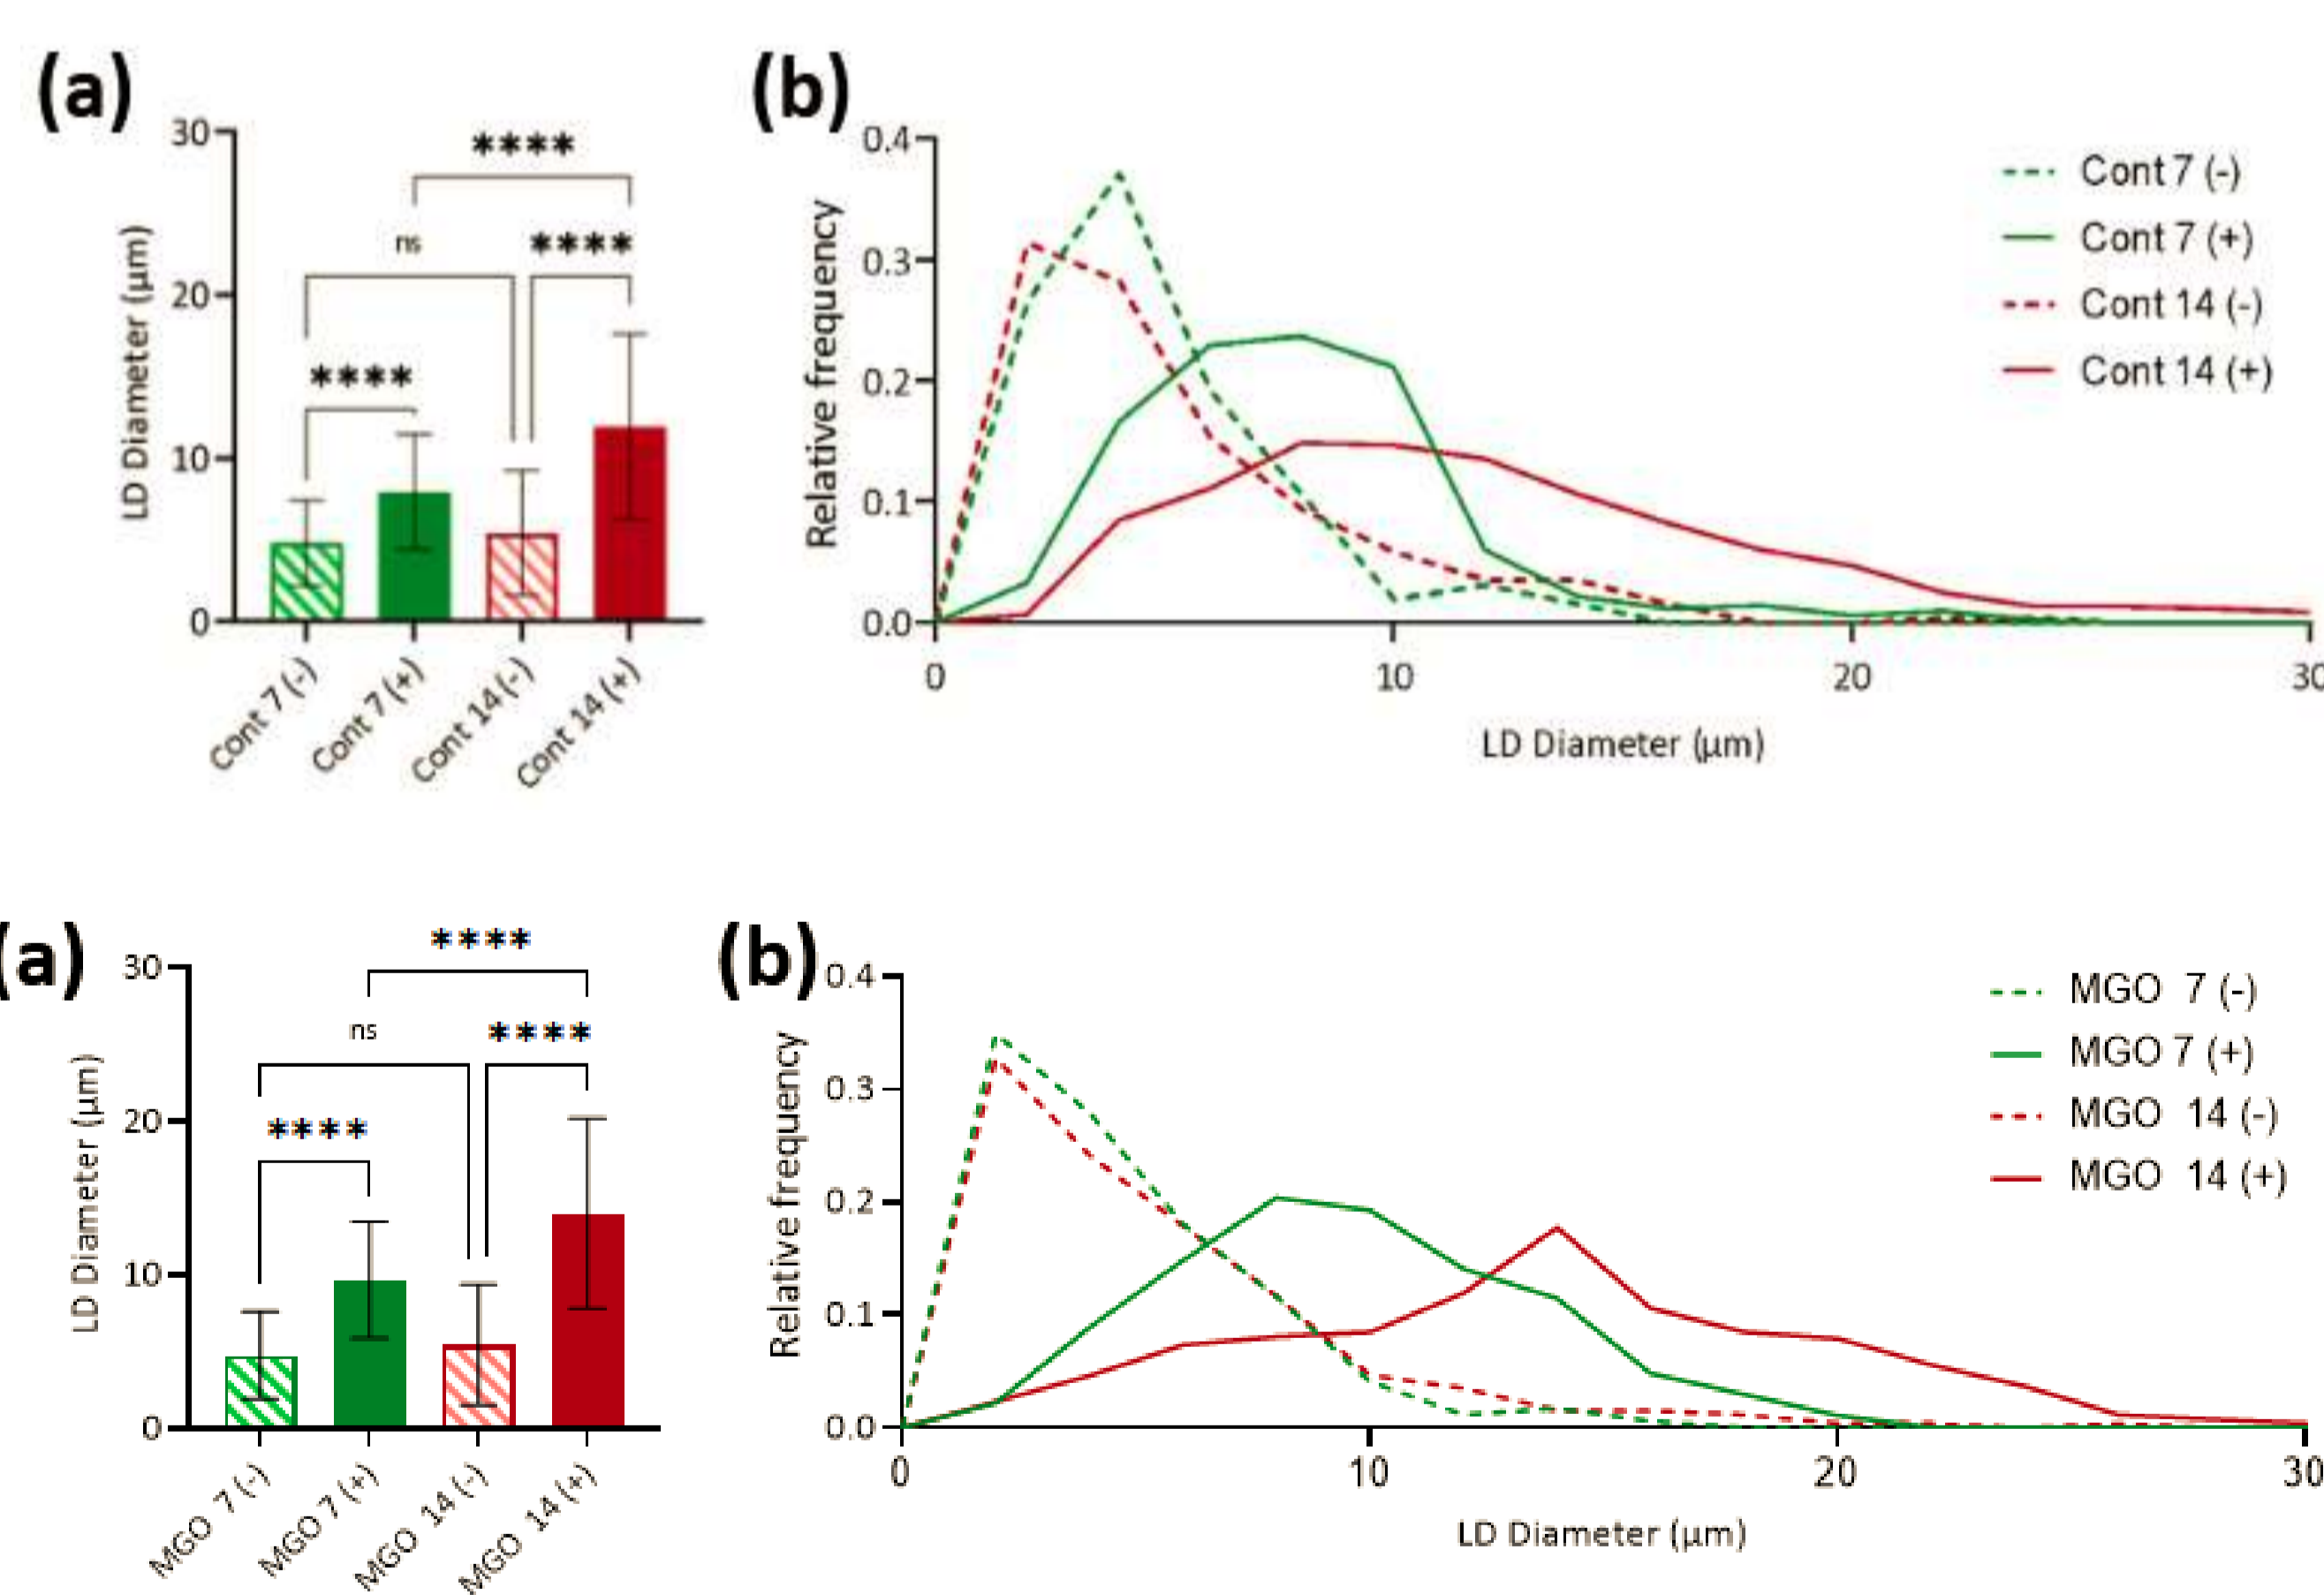 (a)
30
20
10
0
LD Diameter (µm)
****
ns
****
****
Cont 7 (-)
Cont 7 (+)
Cont 14 (-)
Cont 14 (+)
(b)
0.4
0.3
0.2
0.1
0.0
Relative frequency
0 10 20 30
LD Diameter (µm)
Cont 7 (-)
Cont 7 (+)
Cont 14 (-)
Cont 14 (+)
(a)
30
20
10
0
LD Diameter (µm)
****
ns
****
****
MGO 7 (-)
MGO 7 (+)
MGO 14 (-)
MGO 14 (+)
(b)
0.4
0.3
0.2
0.1
0.0
Relative frequency
0 10 20 30
LD Diameter (µm)
MGO 7 (-)
MGO 7 (+)
MGO 14 (-)
MGO 14 (+)